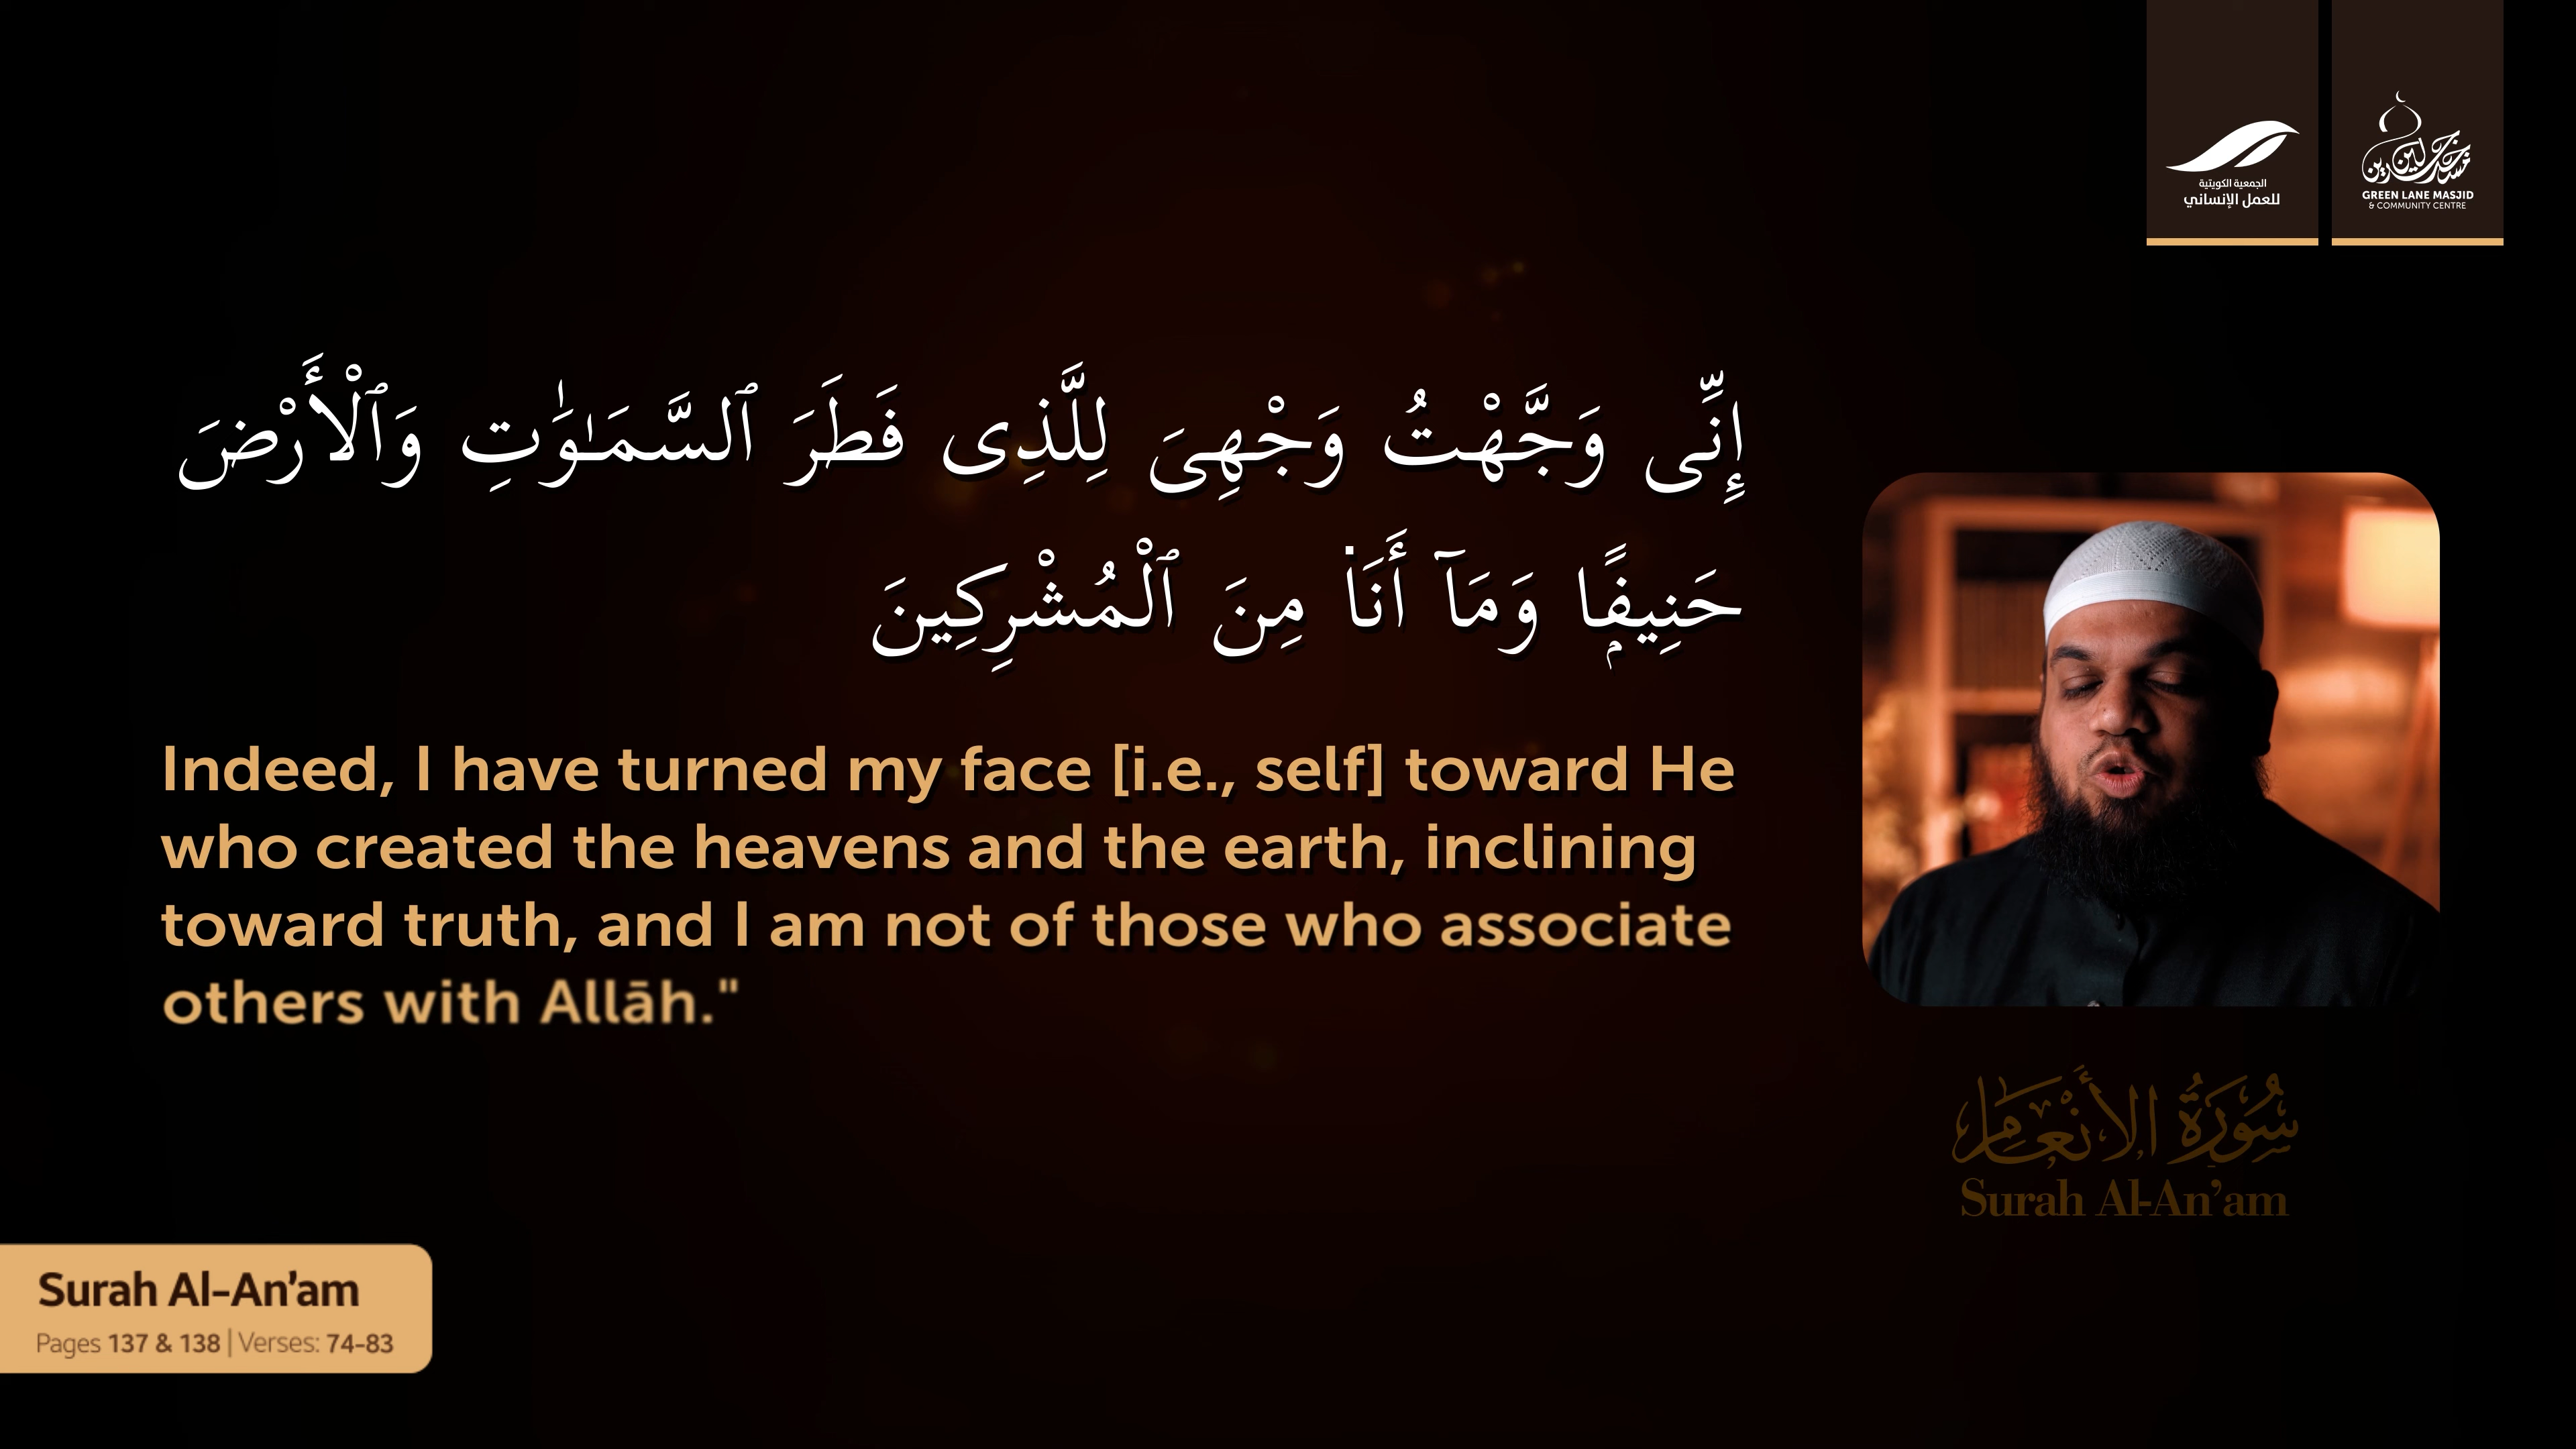 الجمعية الكويتية
للعمل الإنساني
مسجد جرين لين
GREEN LANE MASJID
& COMMUNITY CENTRE
إِنِّى وَجَّهْتُ وَجْهِىَ لِلَّذِى فَطَرَ ٱلسَّمَـٰوَٰتِ وَٱلْأَرْضَ
حَنِيفًۭا وَمَآ أَنَا۠ مِنَ ٱلْمُشْرِكِينَ
Indeed, I have turned my face [i.e., self] toward He
who created the heavens and the earth, inclining
toward truth, and I am not of those who associate
others with Allāh."
سُورَةُ الأَنْعَامِ
Surah Al-An’am
Surah Al-An’am
Pages 137 & 138 | Verses: 74-83